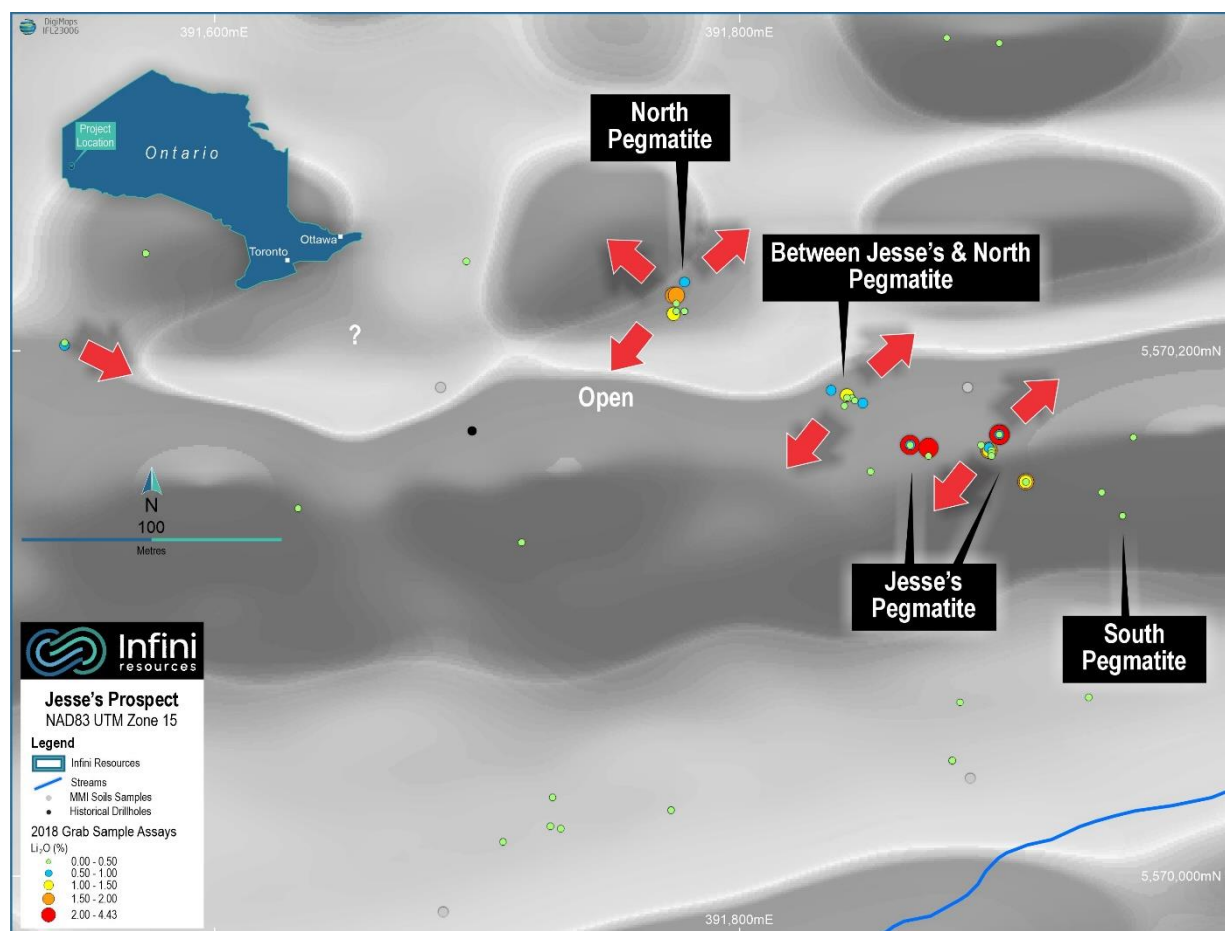 DigiMaps
IFL23006
391,600mE
391,800mE
Project
Location
Ontario
Toronto
Ottawa
North
Pegmatite
Between Jesse's & North
Pegmatite
?
Open
5,570,200mN
N
100
Metres
Jesse's
Pegmatite
South
Pegmatite
Infini
resources
Jesse's Prospect
NAD83 UTM Zone 15
Legend
Infini Resources
Streams
MMI Soils Samples
Historical Drillholes
2018 Grab Sample Assays
Li₂O (%)
0.00 - 0.50
0.50 - 1.00
1.00 - 1.50
1.50 - 2.00
2.00 - 4.43
5,570,000mN
391,800mE